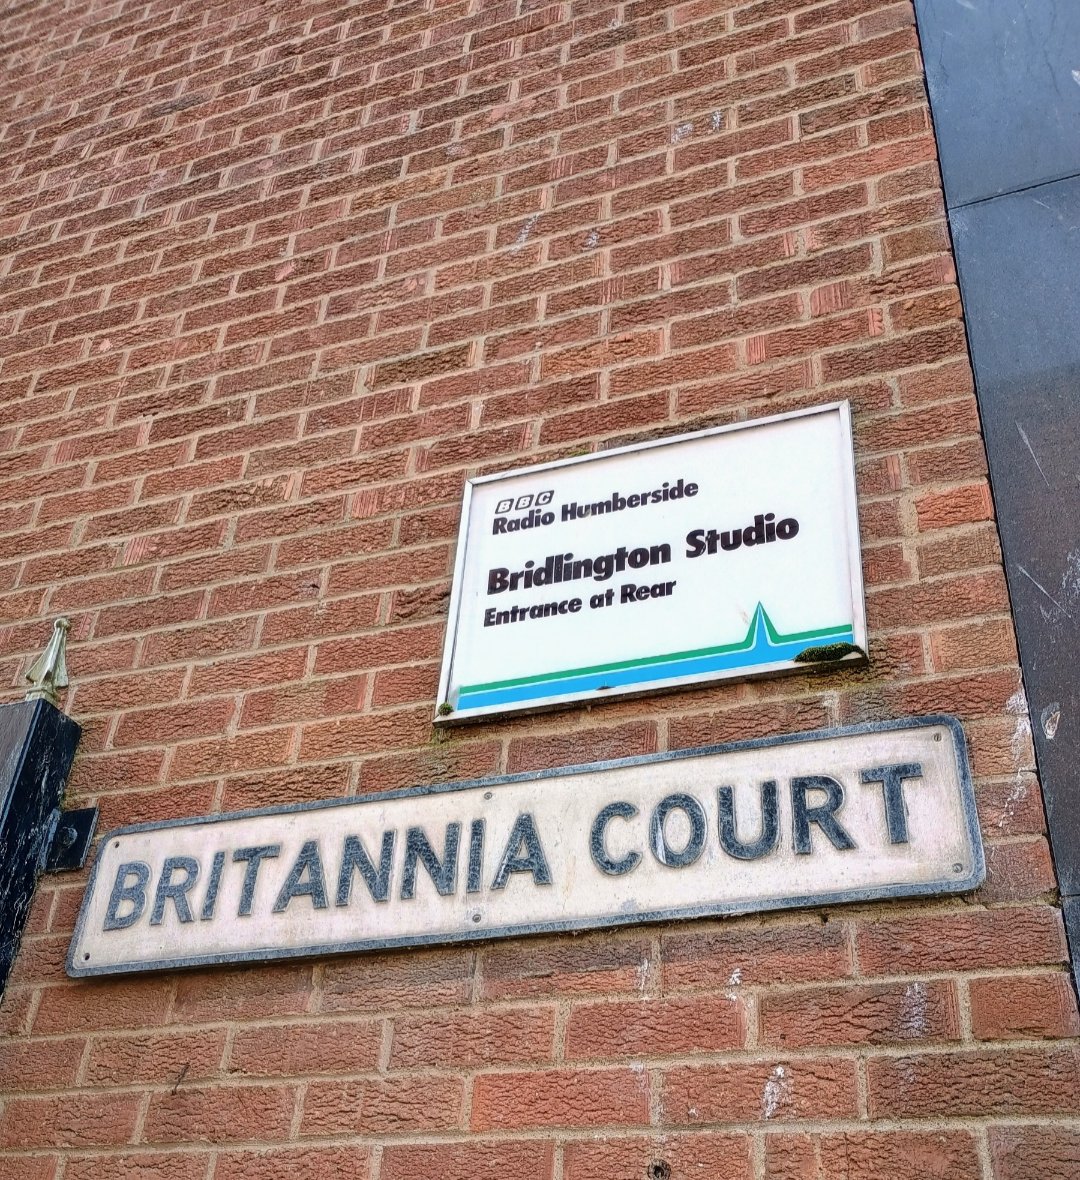 BBC
Radio Humberside
Bridlington Studio
Entrance at Rear
BRITANNIA COURT